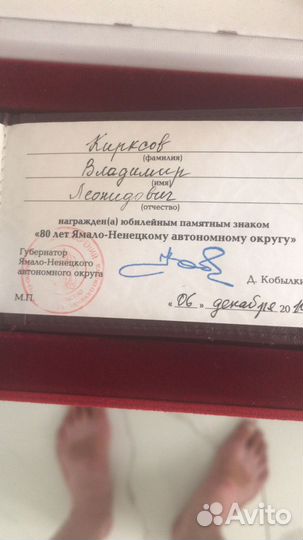 Кирксов
(фамилия)
Владимир
(имя)
Леонидович
(отчество)
награжден(а) юбилейным памятным знаком
«80 лет Ямало-Ненецкому автономному округу»
Губернатор
Ямало-Ненецкого
автономного округа
Д. Кобылки
М.П.
«06» декабря 20
Avito